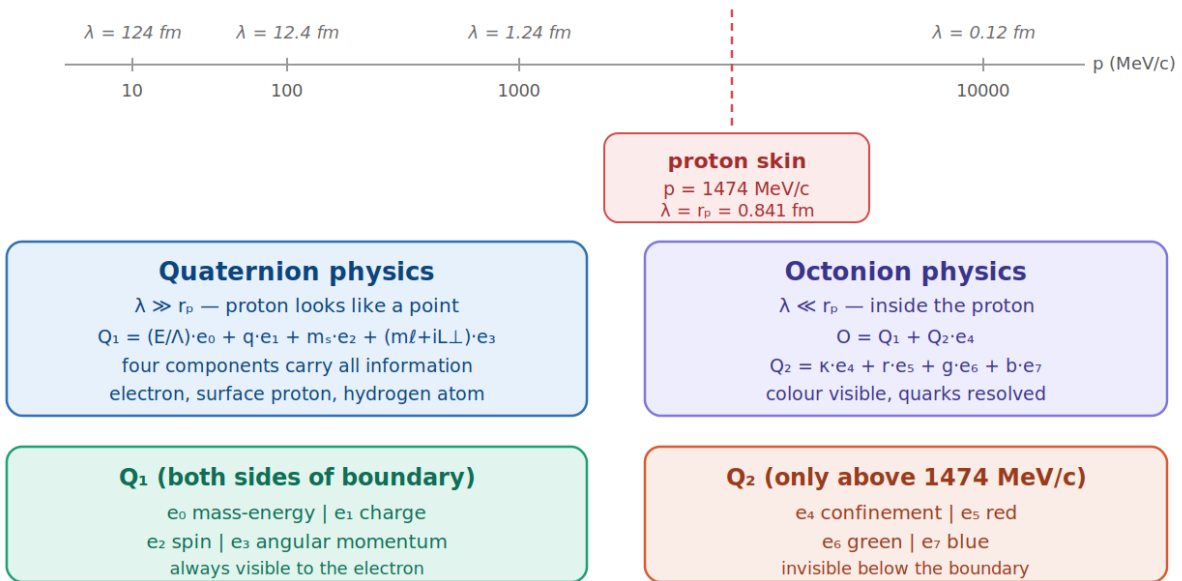 λ = 124 fm
λ = 12.4 fm
λ = 1.24 fm
λ = 0.12 fm
p (MeV/c)
10
100
1000
10000
proton skin
p = 1474 MeV/c
λ = rₚ = 0.841 fm
Quaternion physics
λ ≫ rₚ — proton looks like a point
Q₁ = (E/Λ)·e₀ + q·e₁ + mₛ·e₂ + (mℓ+iL⊥)·e₃
four components carry all information
electron, surface proton, hydrogen atom
Octonion physics
λ ≪ rₚ — inside the proton
O = Q₁ + Q₂·e₄
Q₂ = κ·e₄ + r·e₅ + g·e₆ + b·e₇
colour visible, quarks resolved
Q₁ (both sides of boundary)
e₀ mass-energy | e₁ charge
e₂ spin | e₃ angular momentum
always visible to the electron
Q₂ (only above 1474 MeV/c)
e₄ confinement | e₅ red
e₆ green | e₇ blue
invisible below the boundary